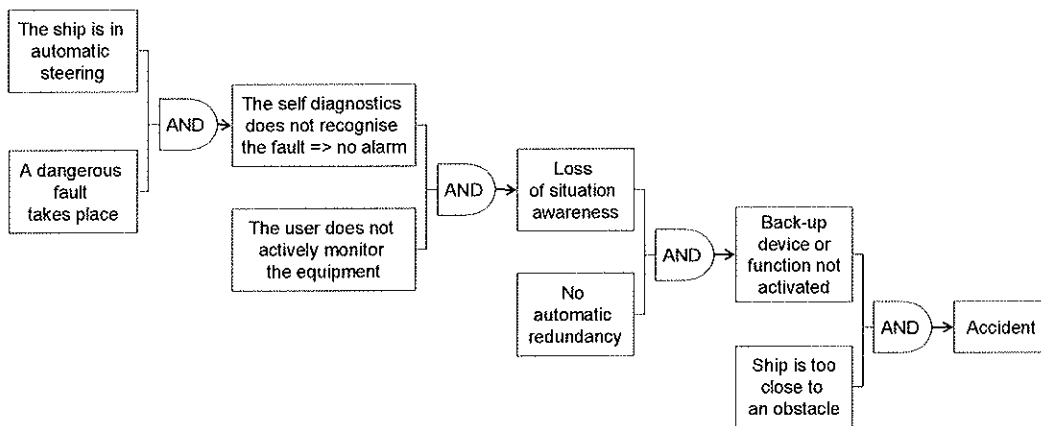 The ship is in
automatic
steering
A dangerous
fault
takes place
AND
The self diagnostics
does not recognise
the fault => no alarm
The user does not
actively monitor
the equipment
AND
Loss
of situation
awareness
No
automatic
redundancy
AND
Back-up
device or
function not
activated
Ship is too
close to
an obstacle
AND
Accident